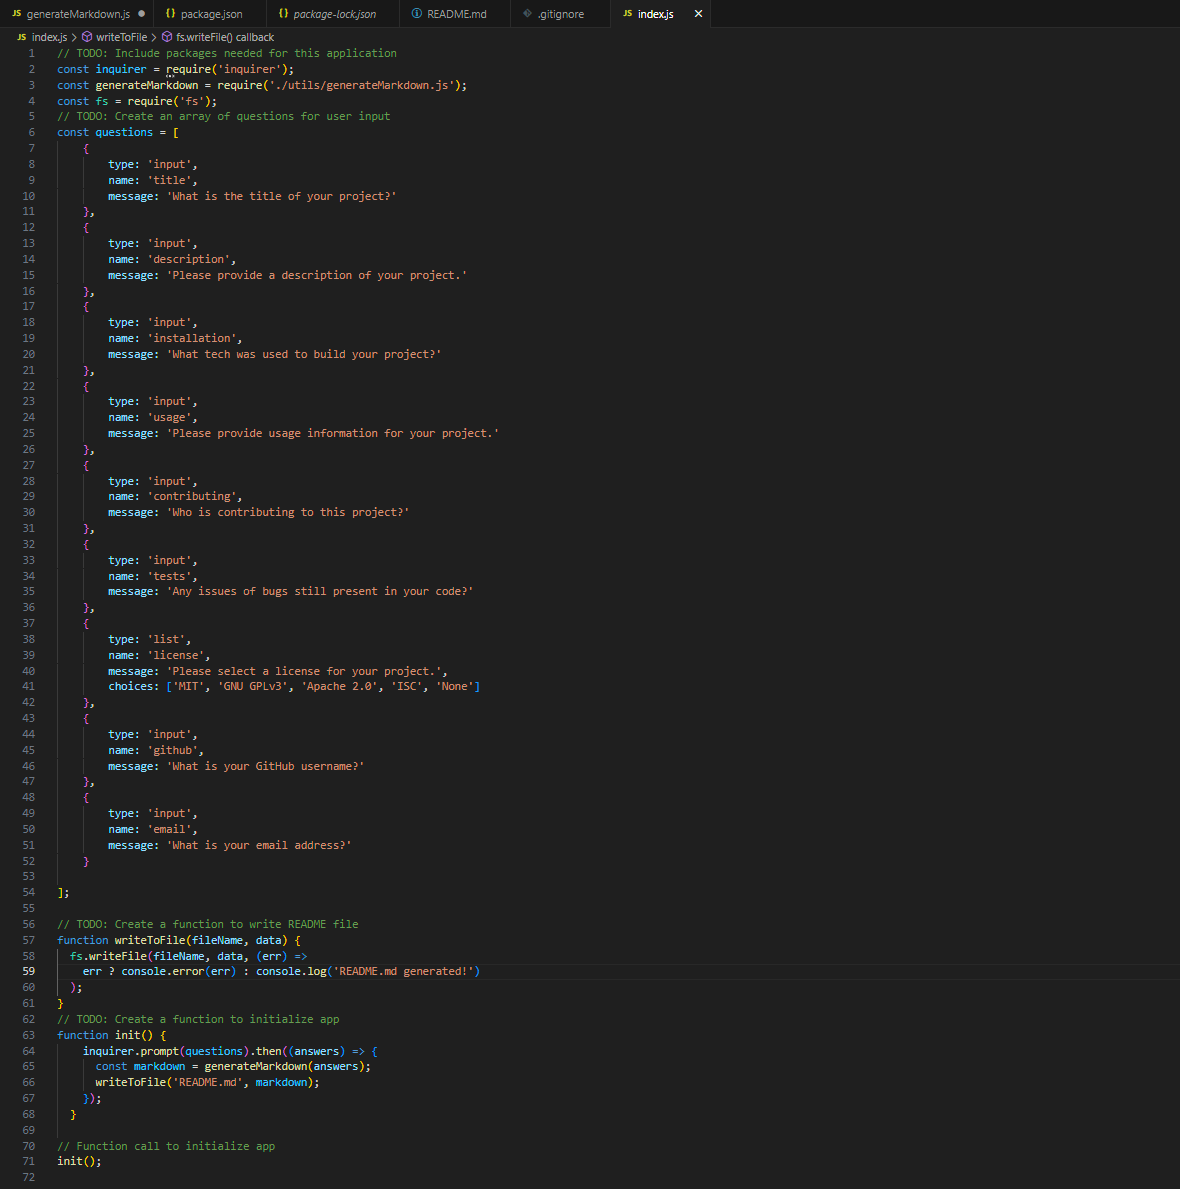 JS generateMarkdown.js ●
{} package.json
{} package-lock.json
README.md
.gitignore
JS index.js ×
JS index.js > writeToFile > fs.writeFile() callback
1 // TODO: Include packages needed for this application
2 const inquirer = require('inquirer');
3 const generateMarkdown = require('./utils/generateMarkdown.js');
4 const fs = require('fs');
5 // TODO: Create an array of questions for user input
6 const questions = [
7 {
8 type: 'input',
9 name: 'title',
10 message: 'What is the title of your project?'
11 },
12 {
13 type: 'input',
14 name: 'description',
15 message: 'Please provide a description of your project.'
16 },
17 {
18 type: 'input',
19 name: 'installation',
20 message: 'What tech was used to build your project?'
21 },
22 {
23 type: 'input',
24 name: 'usage',
25 message: 'Please provide usage information for your project.'
26 },
27 {
28 type: 'input',
29 name: 'contributing',
30 message: 'Who is contributing to this project?'
31 },
32 {
33 type: 'input',
34 name: 'tests',
35 message: 'Any issues of bugs still present in your code?'
36 },
37 {
38 type: 'list',
39 name: 'license',
40 message: 'Please select a license for your project.',
41 choices: ['MIT', 'GNU GPLv3', 'Apache 2.0', 'ISC', 'None']
42 },
43 {
44 type: 'input',
45 name: 'github',
46 message: 'What is your GitHub username?'
47 },
48 {
49 type: 'input',
50 name: 'email',
51 message: 'What is your email address?'
52 }
53
54 ];
55
56 // TODO: Create a function to write README file
57 function writeToFile(fileName, data) {
58 fs.writeFile(fileName, data, (err) =>
59 err ? console.error(err) : console.log('README.md generated!')
60 );
61 }
62 // TODO: Create a function to initialize app
63 function init() {
64 inquirer.prompt(questions).then((answers) => {
65 const markdown = generateMarkdown(answers);
66 writeToFile('README.md', markdown);
67 });
68 }
69
70 // Function call to initialize app
71 init();
72